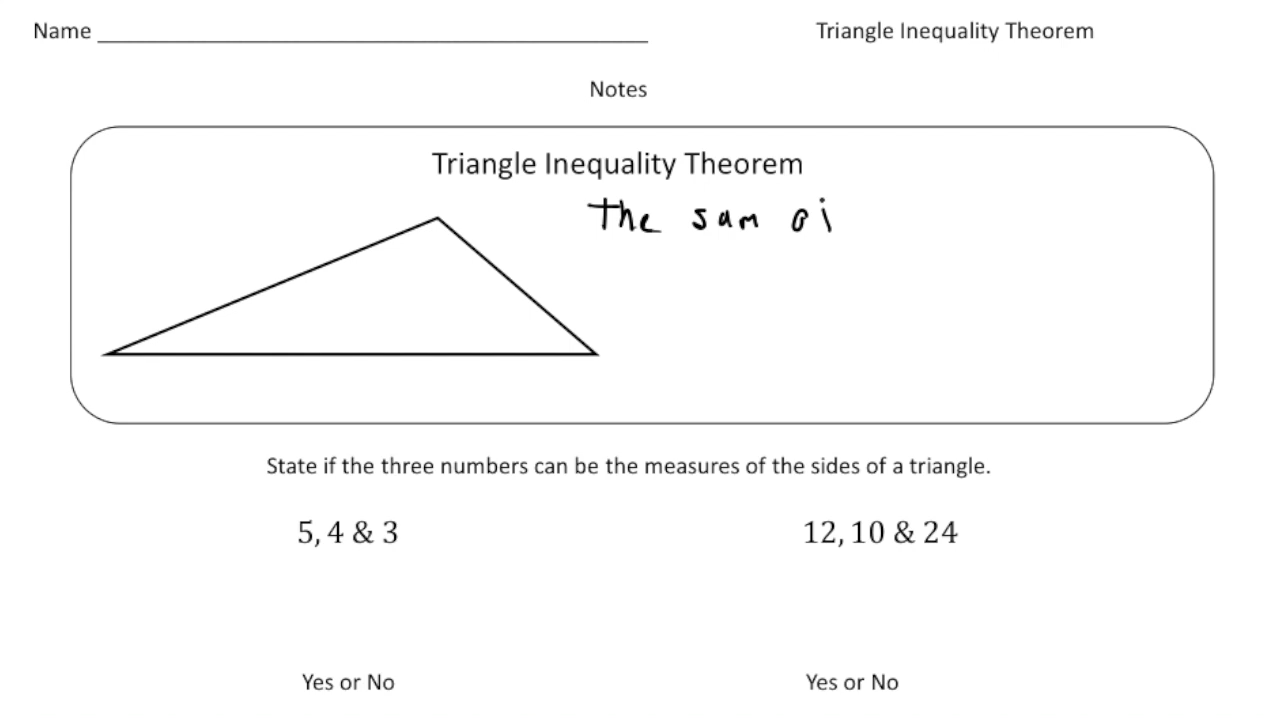 Name Triangle Inequality Theorem
Notes
Triangle Inequality Theorem
The sum
State if the three numbers can be the measures of the sides of a triangle.
5, 4 & 3 12, 10 & 24
Yes or No Yes or No